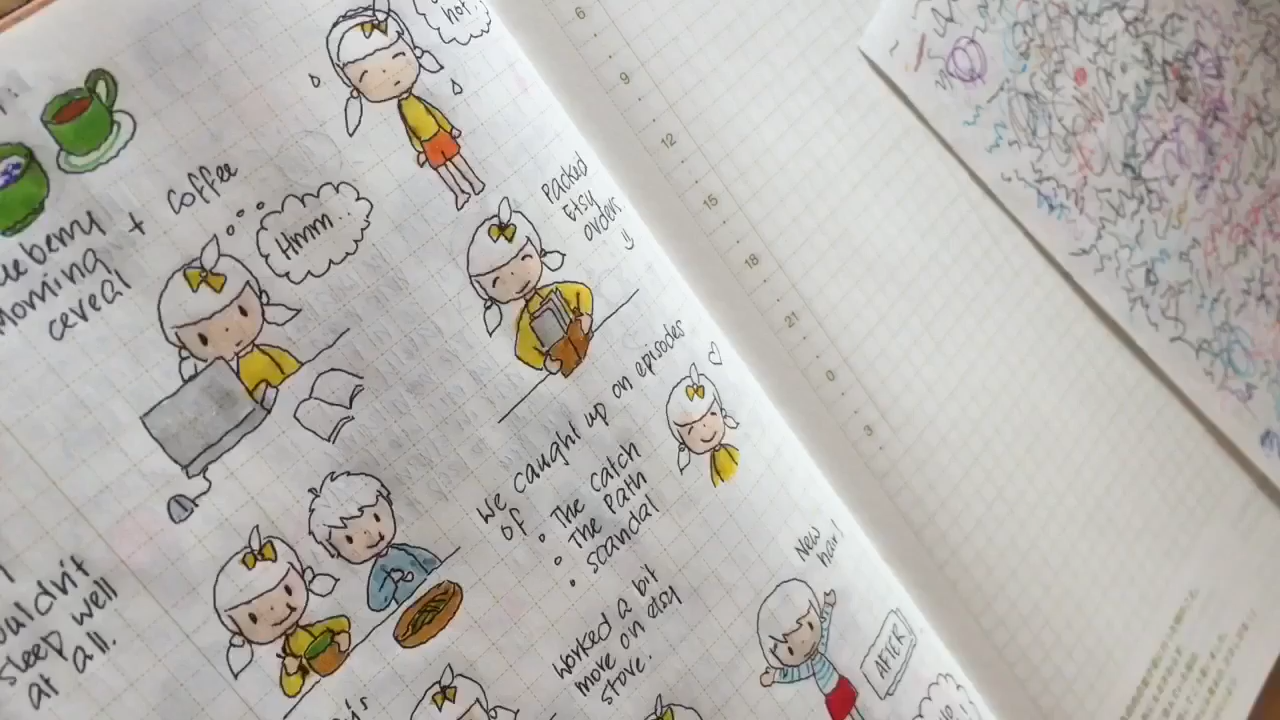 hot.
+ coffee
Morning
cereal
Hmm...
Packed
Etsy
orders
We caught up on episodes
of
• The Catch
• The Path
• Scandal
sleep well
at all.
Worked a bit
more on etsy
store.
New
hair!
AFTER
6
9
12
15
18
21
0
3